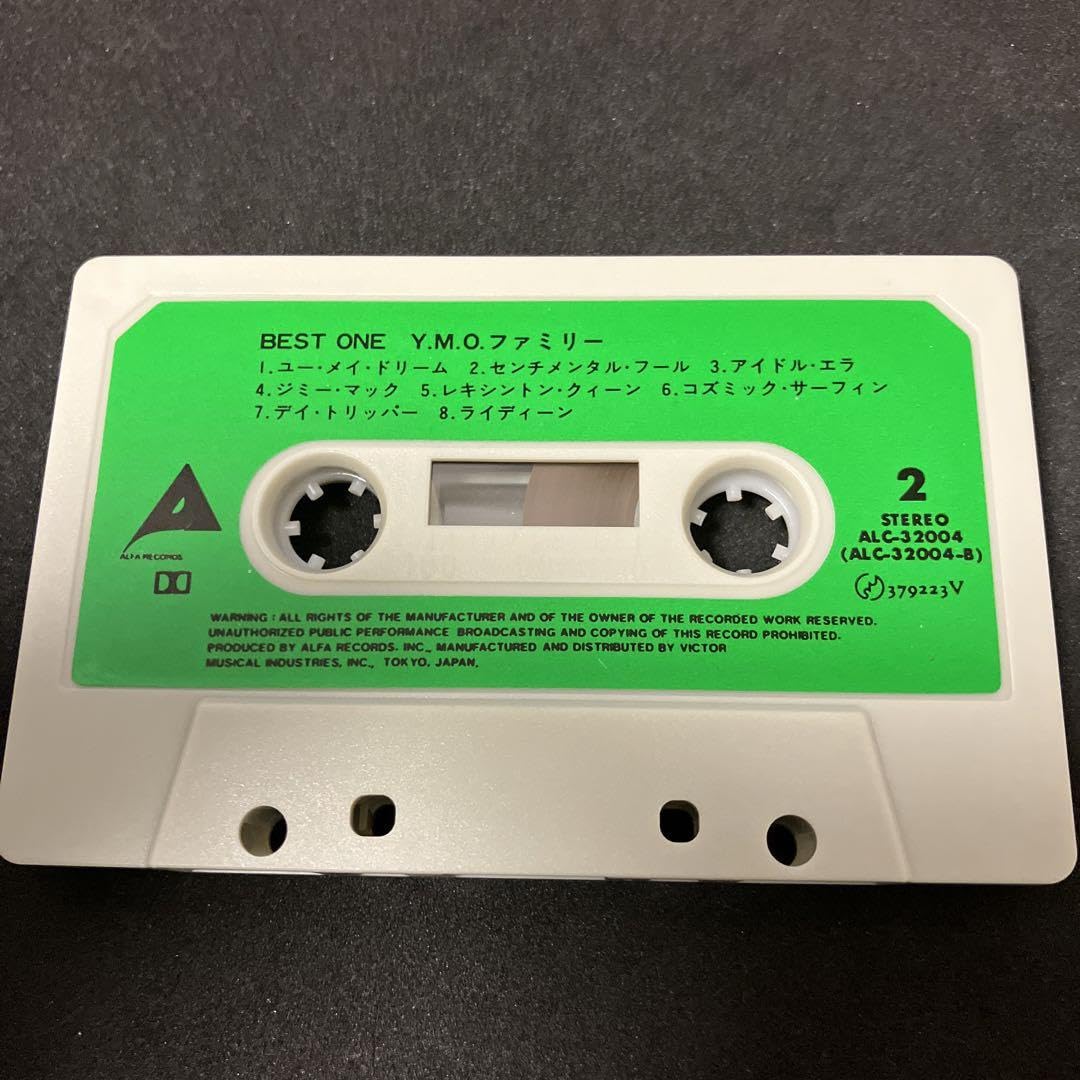 BEST ONE Y.M.O.ファミリー
1.ユー・メイ・ドリーム 2.センチメンタル・フール 3.アイドル・エラ
4.ジミー・マック 5.レキシントン・クィーン 6.コズミック・サーフィン
7.デイ・トリッパー 8.ライディーン
2
STEREO
ALC-32004
(ALC-32004-B)
379223V
ALFA RECORDS
WARNING : ALL RIGHTS OF THE MANUFACTURER AND OF THE OWNER OF THE RECORDED WORK RESERVED.
UNAUTHORIZED PUBLIC PERFORMANCE BROADCASTING AND COPYING OF THIS RECORD PROHIBITED.
PRODUCED BY ALFA RECORDS. INC., MANUFACTURED AND DISTRIBUTED BY VICTOR
MUSICAL INDUSTRIES, INC., TOKYO, JAPAN.